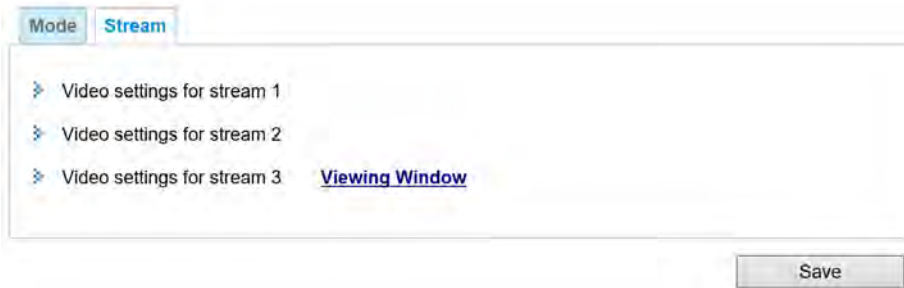 Mode Stream
Video settings for stream 1
Video settings for stream 2
Video settings for stream 3 Viewing Window
Save